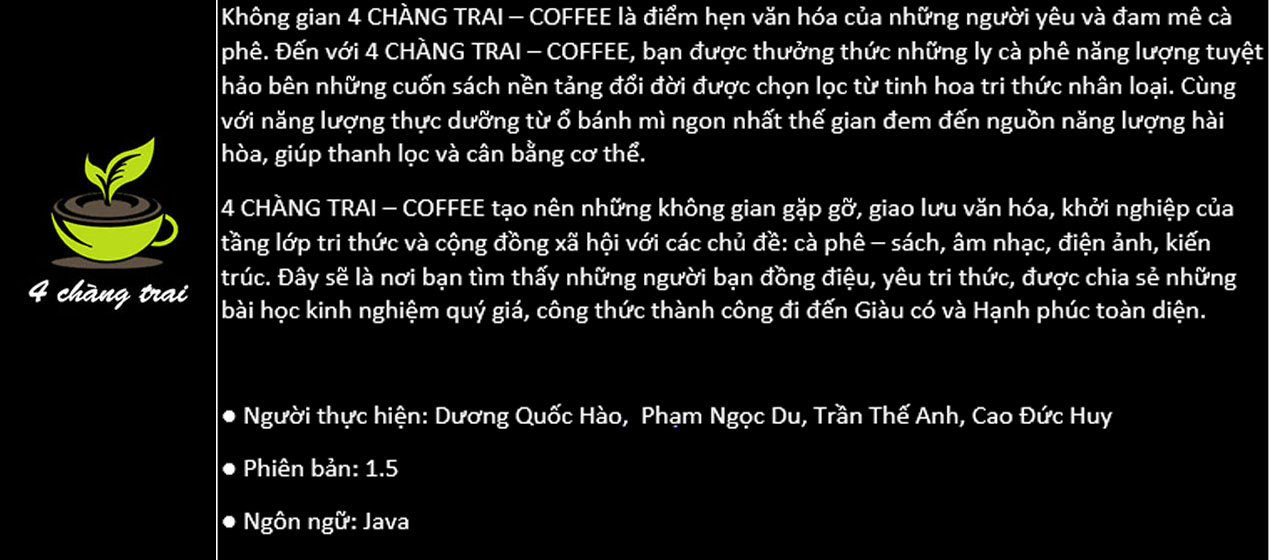 Không gian 4 CHÀNG TRAI – COFFEE là điểm hẹn văn hóa của những người yêu và đam mê cà
phê. Đến với 4 CHÀNG TRAI – COFFEE, bạn được thưởng thức những ly cà phê năng lượng tuyệt
hảo bên những cuốn sách nền tảng đổi đời được chọn lọc từ tinh hoa tri thức nhân loại. Cùng
với năng lượng thực dưỡng từ ổ bánh mì ngon nhất thế gian đem đến nguồn năng lượng hài
hòa, giúp thanh lọc và cân bằng cơ thể.
4 CHÀNG TRAI – COFFEE tạo nên những không gian gặp gỡ, giao lưu văn hóa, khởi nghiệp của
tầng lớp tri thức và cộng đồng xã hội với các chủ đề: cà phê – sách, âm nhạc, điện ảnh, kiến
trúc. Đây sẽ là nơi bạn tìm thấy những người bạn đồng điệu, yêu tri thức, được chia sẻ những
bài học kinh nghiệm quý giá, công thức thành công đi đến Giàu có và Hạnh phúc toàn diện.
4 chàng trai
● Người thực hiện: Dương Quốc Hào, Phạm Ngọc Du, Trần Thế Anh, Cao Đức Huy
● Phiên bản: 1.5
● Ngôn ngữ: Java